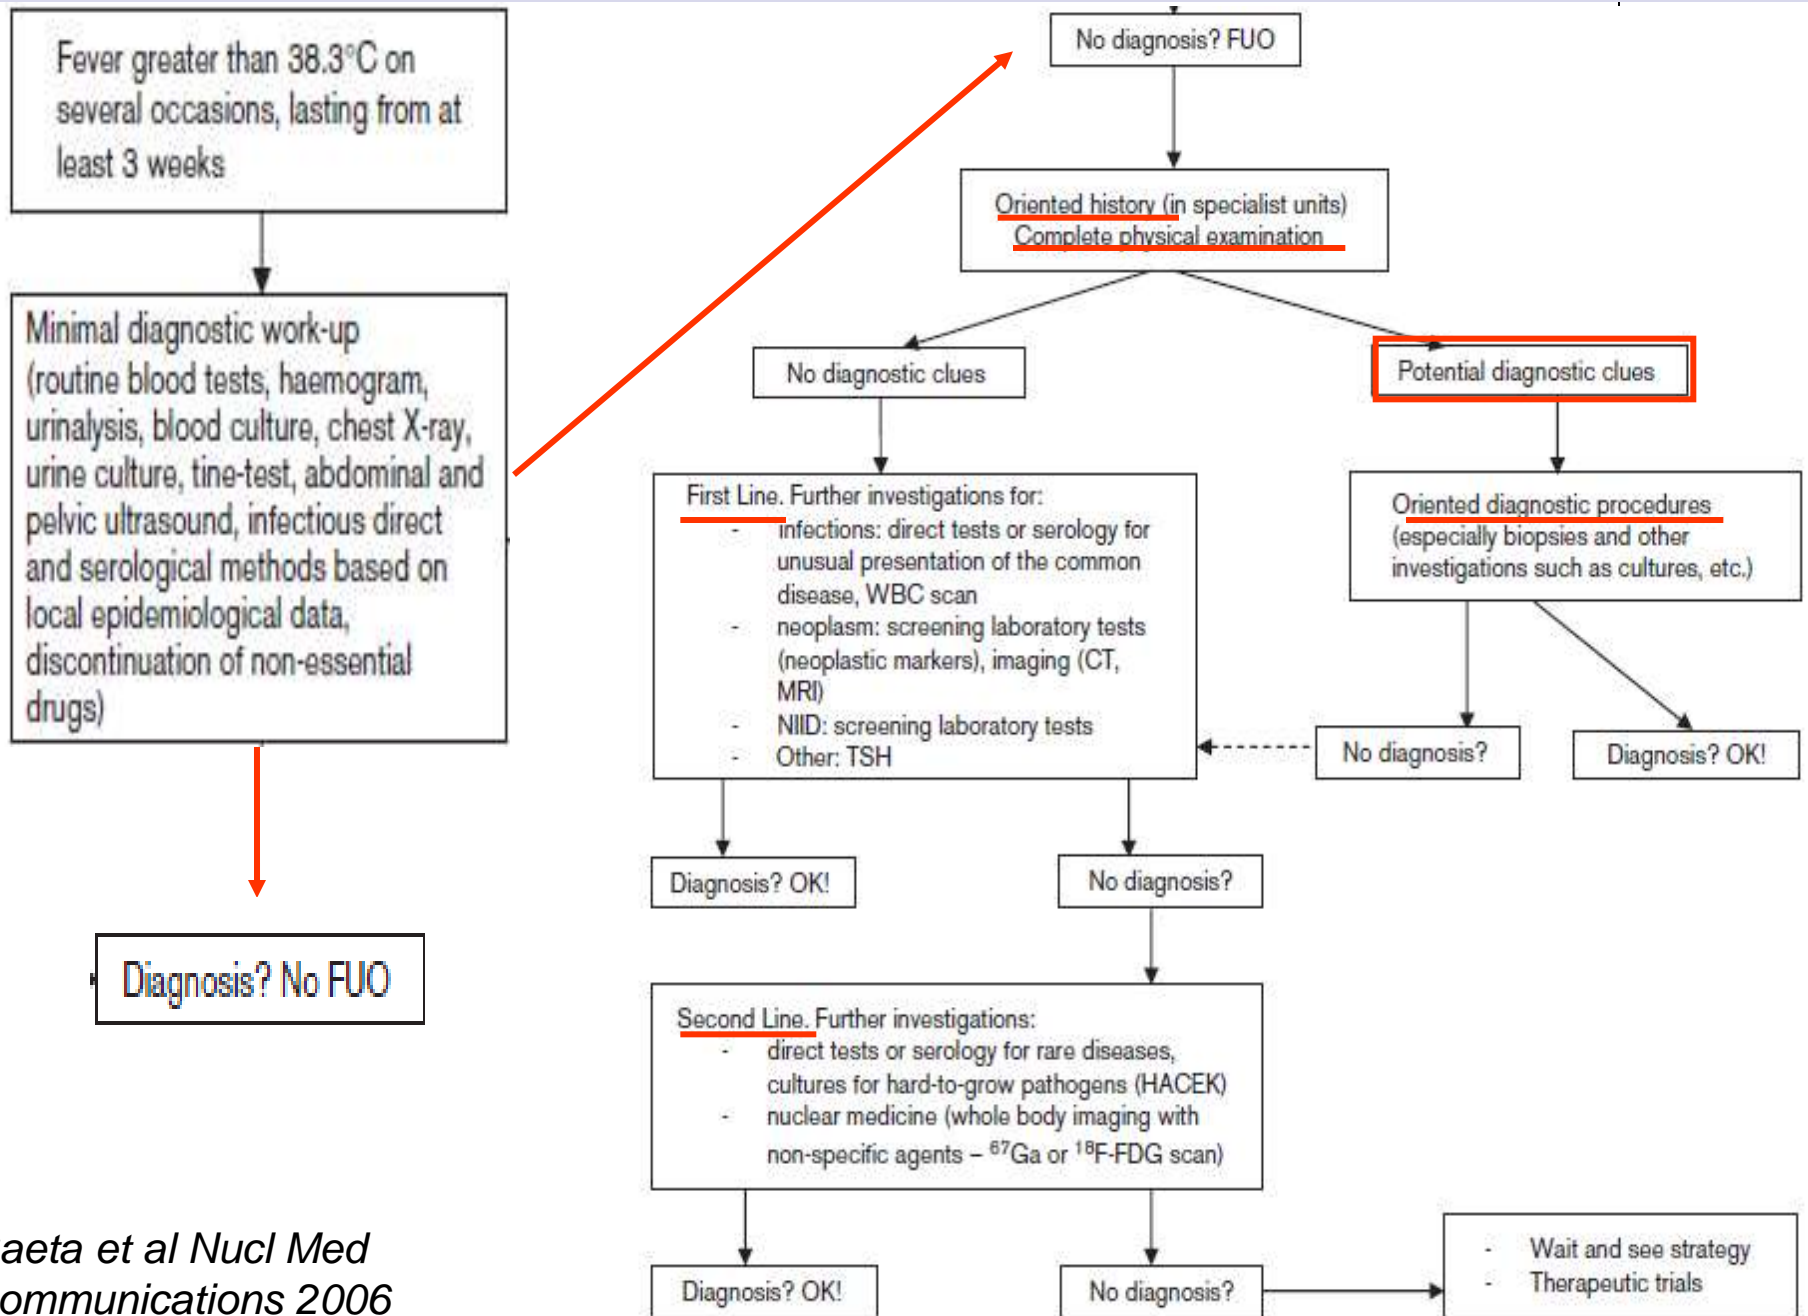 Fever greater than 38.3°C on
several occasions, lasting from at
least 3 weeks
Minimal diagnostic work-up
(routine blood tests, haemogram,
urinalysis, blood culture, chest X-ray,
urine culture, tine-test, abdominal and
pelvic ultrasound, infectious direct
and serological methods based on
local epidemiological data,
discontinuation of non-essential
drugs)
Diagnosis? No FUO
No diagnosis? FUO
Oriented history (in specialist units)
Complete physical examination
No diagnostic clues
Potential diagnostic clues
First Line. Further investigations for:
- infections: direct tests or serology for
unusual presentation of the common
disease, WBC scan
- neoplasm: screening laboratory tests
(neoplastic markers), imaging (CT,
MRI)
- NIID: screening laboratory tests
- Other: TSH
Oriented diagnostic procedures
(especially biopsies and other
investigations such as cultures, etc.)
No diagnosis?
Diagnosis? OK!
Diagnosis? OK!
No diagnosis?
Second Line. Further investigations:
- direct tests or serology for rare diseases,
cultures for hard-to-grow pathogens (HACEK)
- nuclear medicine (whole body imaging with
non-specific agents – ⁶⁷Ga or ¹⁸F-FDG scan)
Diagnosis? OK!
No diagnosis?
- Wait and see strategy
- Therapeutic trials
aeta et al Nucl Med
ommunications 2006